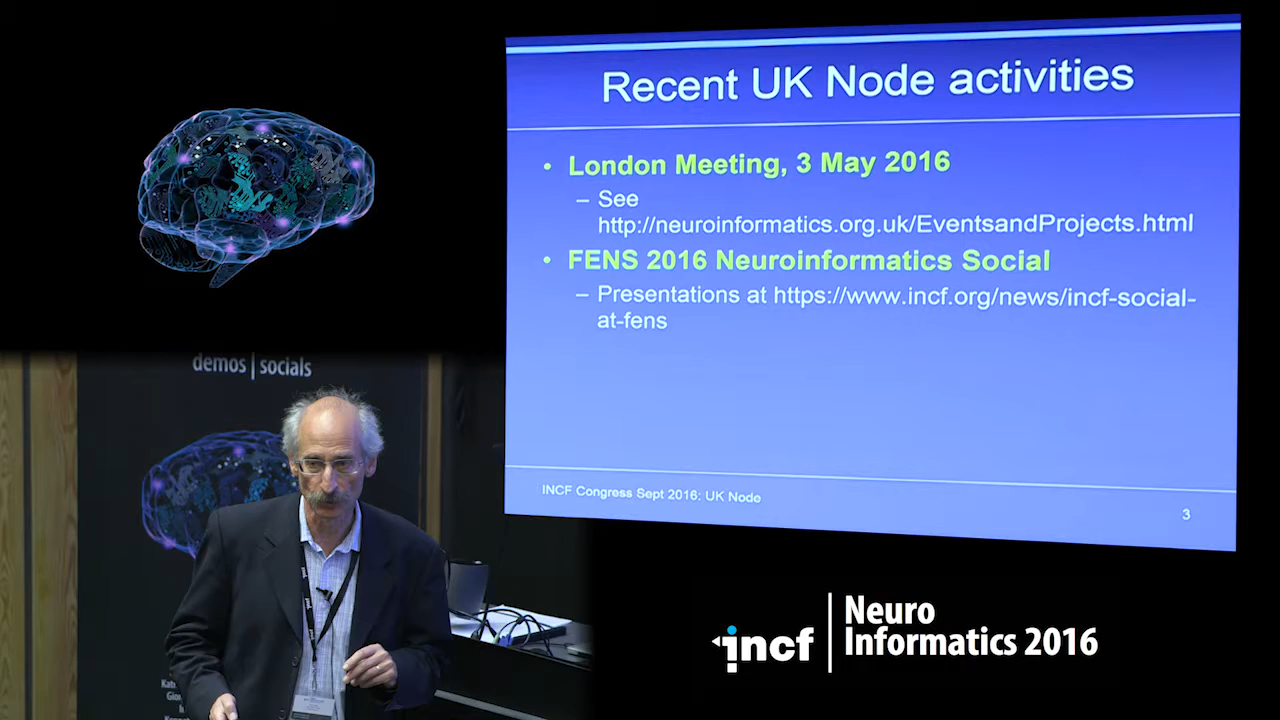 Recent UK Node activities
• London Meeting, 3 May 2016
– See
http://neuroinformatics.org.uk/EventsandProjects.html
• FENS 2016 Neuroinformatics Social
– Presentations at https://www.incf.org/news/incf-social-
at-fens
INCF Congress Sept 2016: UK Node
3
demos | socials
incf
Neuro
Informatics 2016